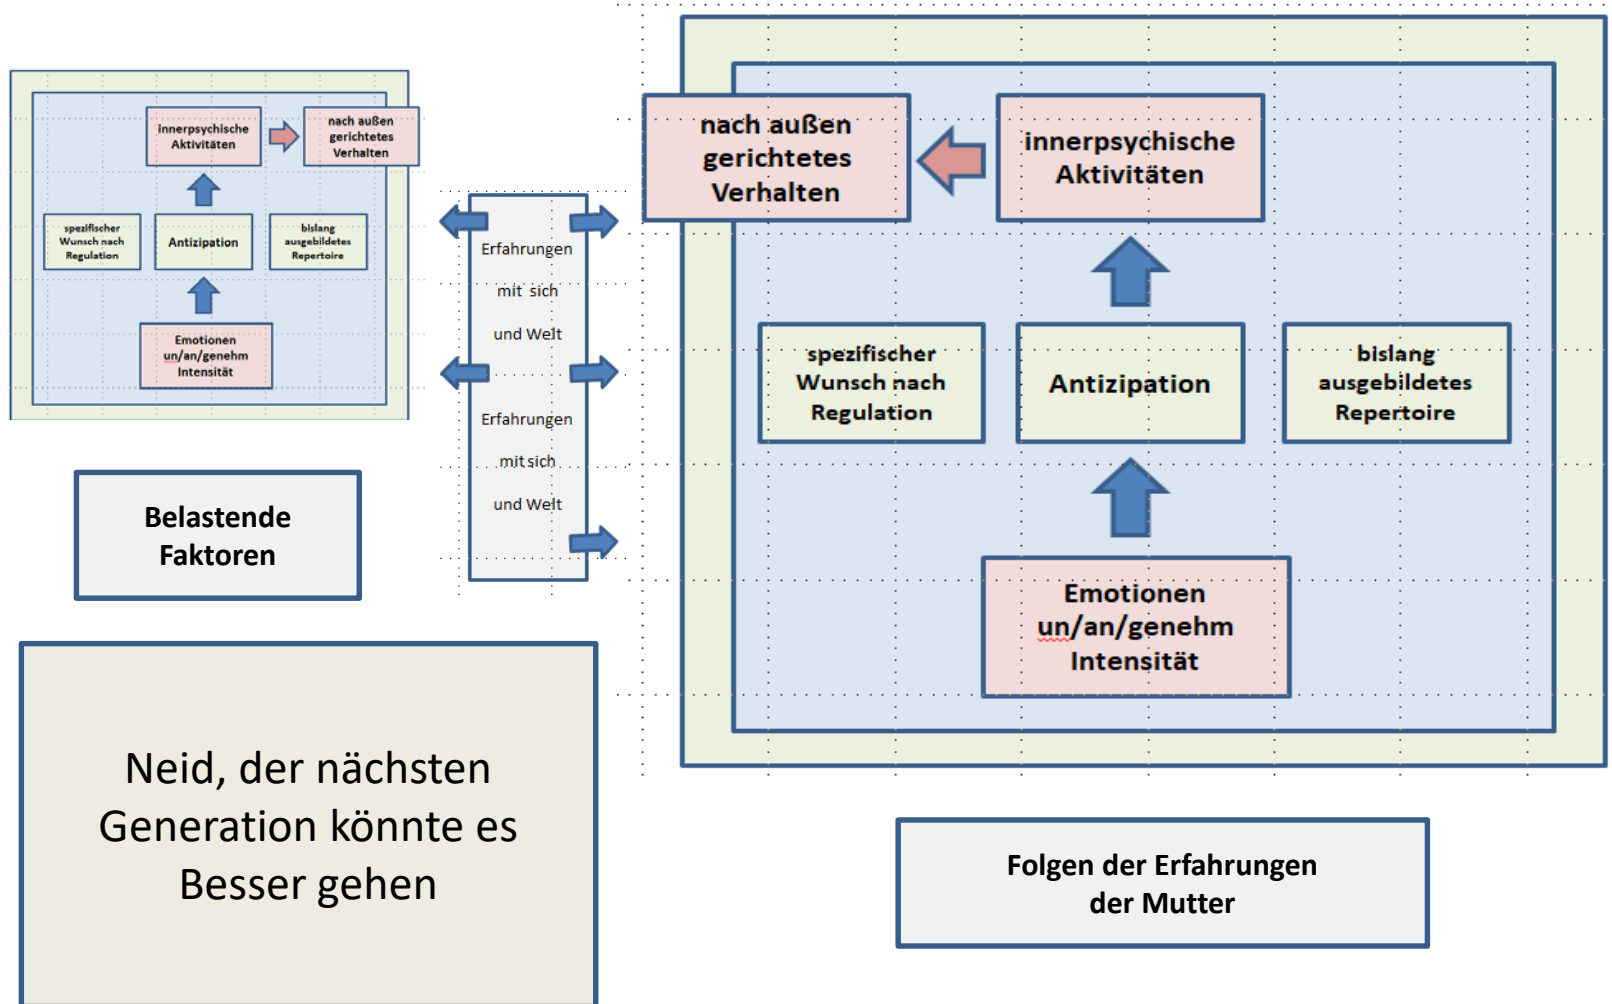 innerpsychische
Aktivitäten
nach außen
gerichtetes
Verhalten
spezifischer
Wunsch nach
Regulation
Antizipation
bislang
ausgebildetes
Repertoire
Emotionen
un/an/genehm
Intensität
Belastende
Faktoren
Neid, der nächsten
Generation könnte es
Besser gehen
Erfahrungen
mit sich
und Welt
Erfahrungen
mit sich
und Welt
nach außen
gerichtetes
Verhalten
innerpsychische
Aktivitäten
spezifischer
Wunsch nach
Regulation
Antizipation
bislang
ausgebildetes
Repertoire
Emotionen
un/an/genehm
Intensität
Folgen der Erfahrungen
der Mutter